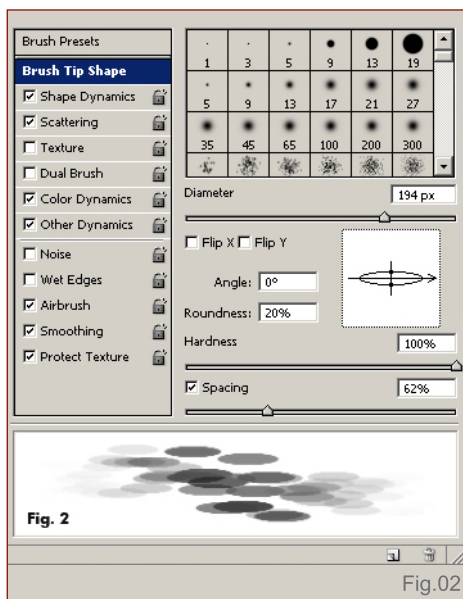 Brush Presets
Brush Tip Shape
Shape Dynamics
Scattering
Texture
Dual Brush
Color Dynamics
Other Dynamics
Noise
Wet Edges
Airbrush
Smoothing
Protect Texture
1 3 5 9 13 19
5 9 13 17 21 27
35 45 65 100 200 300
Diameter 194 px
Flip X Flip Y
Angle: 0°
Roundness: 20%
Hardness 100%
Spacing 62%
Fig. 2
Fig.02